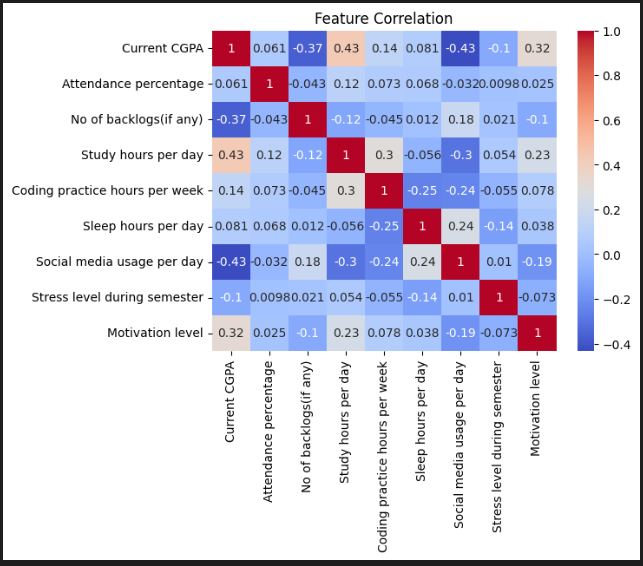 Feature Correlation
Current CGPA 1 0.061 -0.37 0.43 0.14 0.081 -0.43 -0.1 0.32
Attendance percentage 0.061 1 -0.043 0.12 0.073 0.068 -0.032 0.0098 0.025
No of backlogs(if any) -0.37 -0.043 1 -0.12 -0.045 0.012 0.18 0.021 -0.1
Study hours per day 0.43 0.12 -0.12 1 0.3 -0.056 -0.3 0.054 0.23
Coding practice hours per week 0.14 0.073 -0.045 0.3 1 -0.25 -0.24 -0.055 0.078
Sleep hours per day 0.081 0.068 0.012 -0.056 -0.25 1 0.24 -0.14 0.038
Social media usage per day -0.43 -0.032 0.18 -0.3 -0.24 0.24 1 0.01 -0.19
Stress level during semester -0.1 0.0098 0.021 0.054 -0.055 -0.14 0.01 1 -0.073
Motivation level 0.32 0.025 -0.1 0.23 0.078 0.038 -0.19 -0.073 1
Current CGPA
Attendance percentage
No of backlogs(if any)
Study hours per day
Coding practice hours per week
Sleep hours per day
Social media usage per day
Stress level during semester
Motivation level
1.0
0.8
0.6
0.4
0.2
0.0
−0.2
−0.4